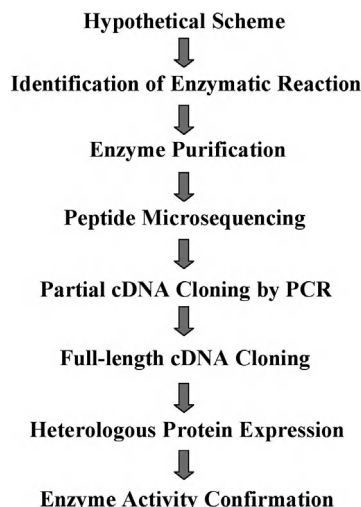 Hypothetical Scheme
Identification of Enzymatic Reaction
Enzyme Purification
Peptide Microsequencing
Partial cDNA Cloning by PCR
Full-length cDNA Cloning
Heterologous Protein Expression
Enzyme Activity Confirmation